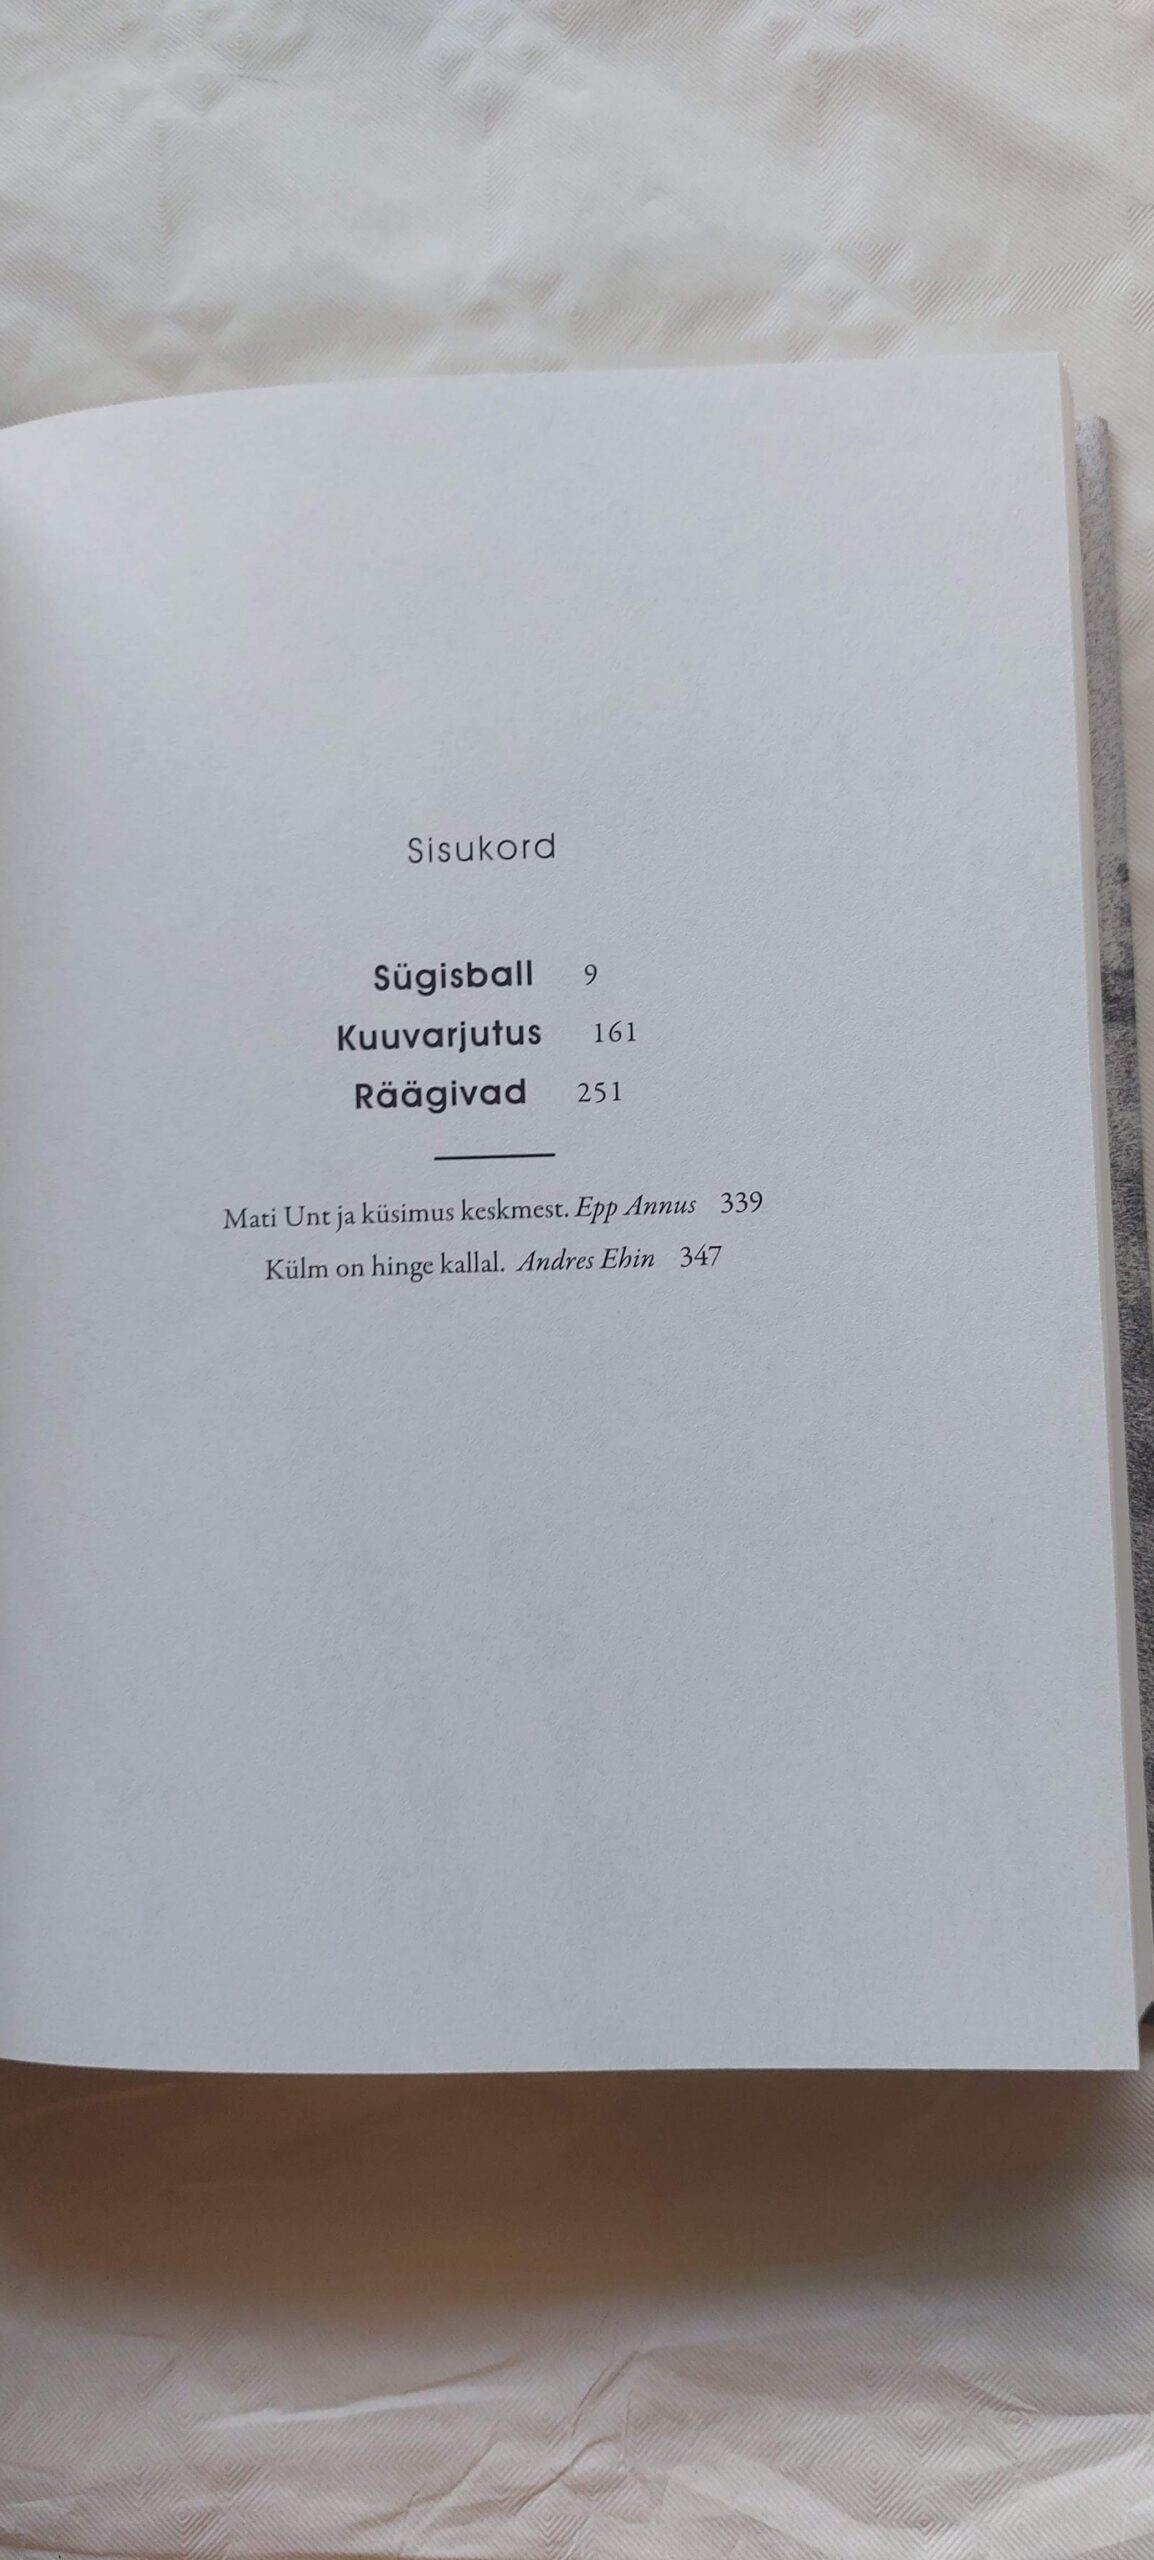 Sisukord
Sügisball 9
Kuuvarjutus 161
Räägivad 251
Mati Unt ja küsimus keskmest. Epp Annus 339
Külm on hinge kallal. Andres Ehin 347